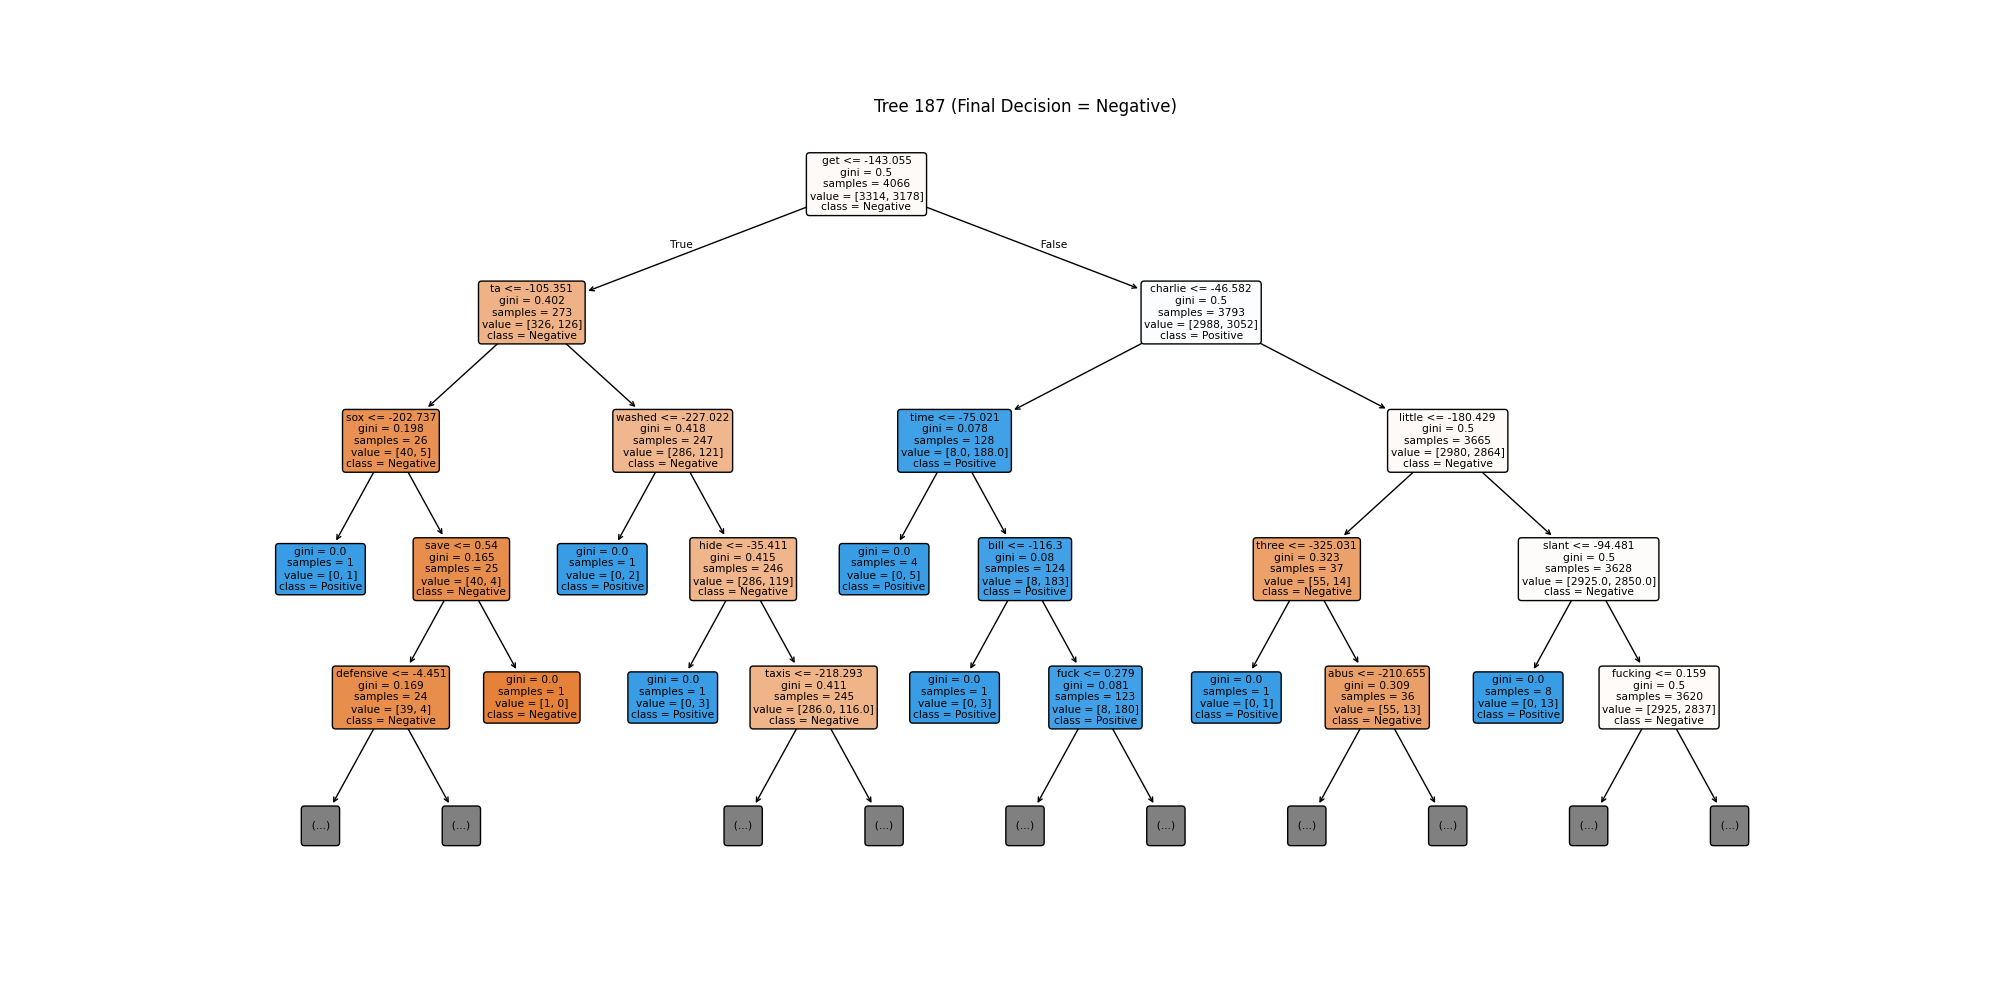 Tree 187 (Final Decision = Negative)
get <= -143.055
gini = 0.5
samples = 4066
value = [3314, 3178]
class = Negative
True
False
ta <= -105.351
gini = 0.402
samples = 273
value = [326, 126]
class = Negative
charlie <= -46.582
gini = 0.5
samples = 3793
value = [2988, 3052]
class = Positive
sox <= -202.737
gini = 0.198
samples = 26
value = [40, 5]
class = Negative
washed <= -227.022
gini = 0.418
samples = 247
value = [286, 121]
class = Negative
time <= -75.021
gini = 0.078
samples = 128
value = [8.0, 188.0]
class = Positive
little <= -180.429
gini = 0.5
samples = 3665
value = [2980, 2864]
class = Negative
gini = 0.0
samples = 1
value = [0, 1]
class = Positive
save <= 0.54
gini = 0.165
samples = 25
value = [40, 4]
class = Negative
gini = 0.0
samples = 1
value = [0, 2]
class = Positive
hide <= -35.411
gini = 0.415
samples = 246
value = [286, 119]
class = Negative
gini = 0.0
samples = 4
value = [0, 5]
class = Positive
bill <= -116.3
gini = 0.08
samples = 124
value = [8, 183]
class = Positive
three <= -325.031
gini = 0.323
samples = 37
value = [55, 14]
class = Negative
slant <= -94.481
gini = 0.5
samples = 3628
value = [2925.0, 2850.0]
class = Negative
defensive <= -4.451
gini = 0.169
samples = 24
value = [39, 4]
class = Negative
gini = 0.0
samples = 1
value = [1, 0]
class = Negative
gini = 0.0
samples = 1
value = [0, 3]
class = Positive
taxis <= -218.293
gini = 0.411
samples = 245
value = [286.0, 116.0]
class = Negative
gini = 0.0
samples = 1
value = [0, 3]
class = Positive
fuck <= 0.279
gini = 0.081
samples = 123
value = [8, 180]
class = Positive
gini = 0.0
samples = 1
value = [0, 1]
class = Positive
abus <= -210.655
gini = 0.309
samples = 36
value = [55, 13]
class = Negative
gini = 0.0
samples = 8
value = [0, 13]
class = Positive
fucking <= 0.159
gini = 0.5
samples = 3620
value = [2925, 2837]
class = Negative
(...)
(...)
(...)
(...)
(...)
(...)
(...)
(...)
(...)
(...)